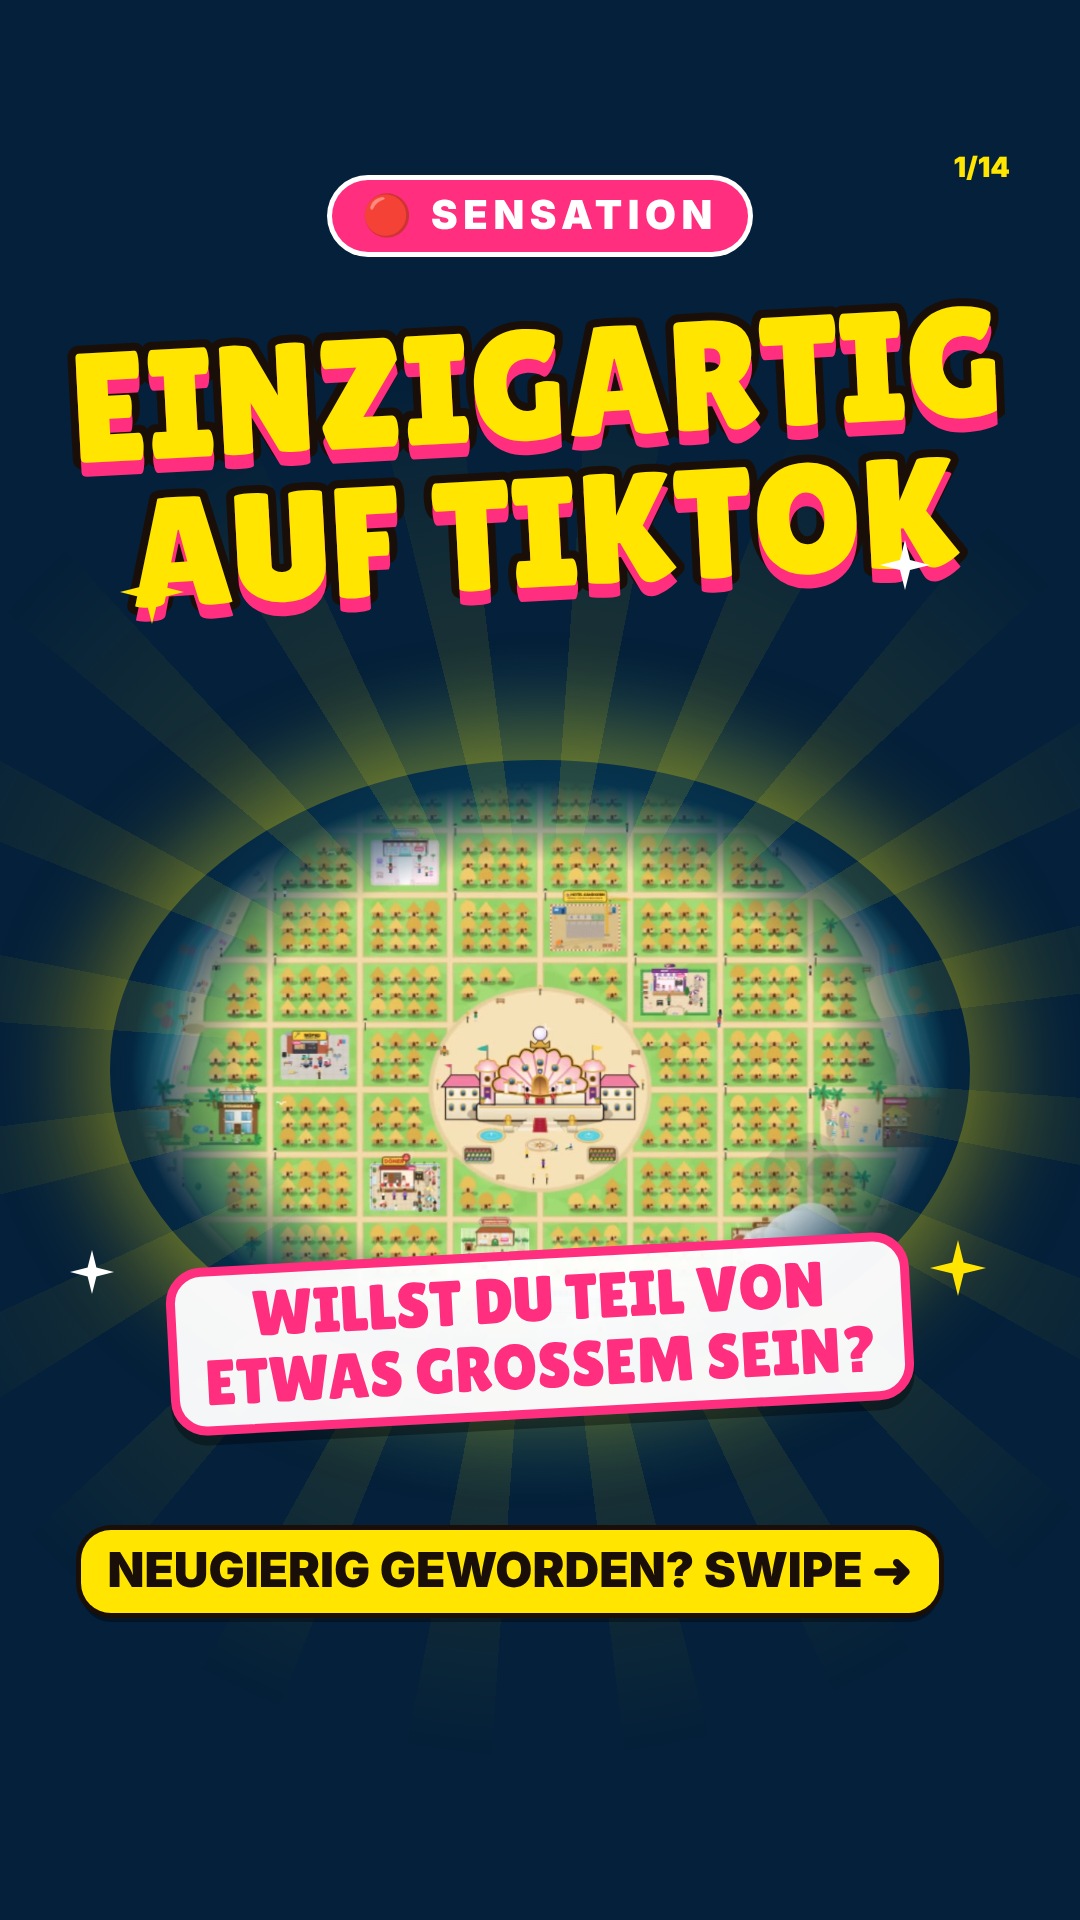 1/14
SENSATION
EINZIGARTIG
AUF TIKTOK
WILLST DU TEIL VON
ETWAS GROSSEM SEIN?
NEUGIERIG GEWORDEN? SWIPE →